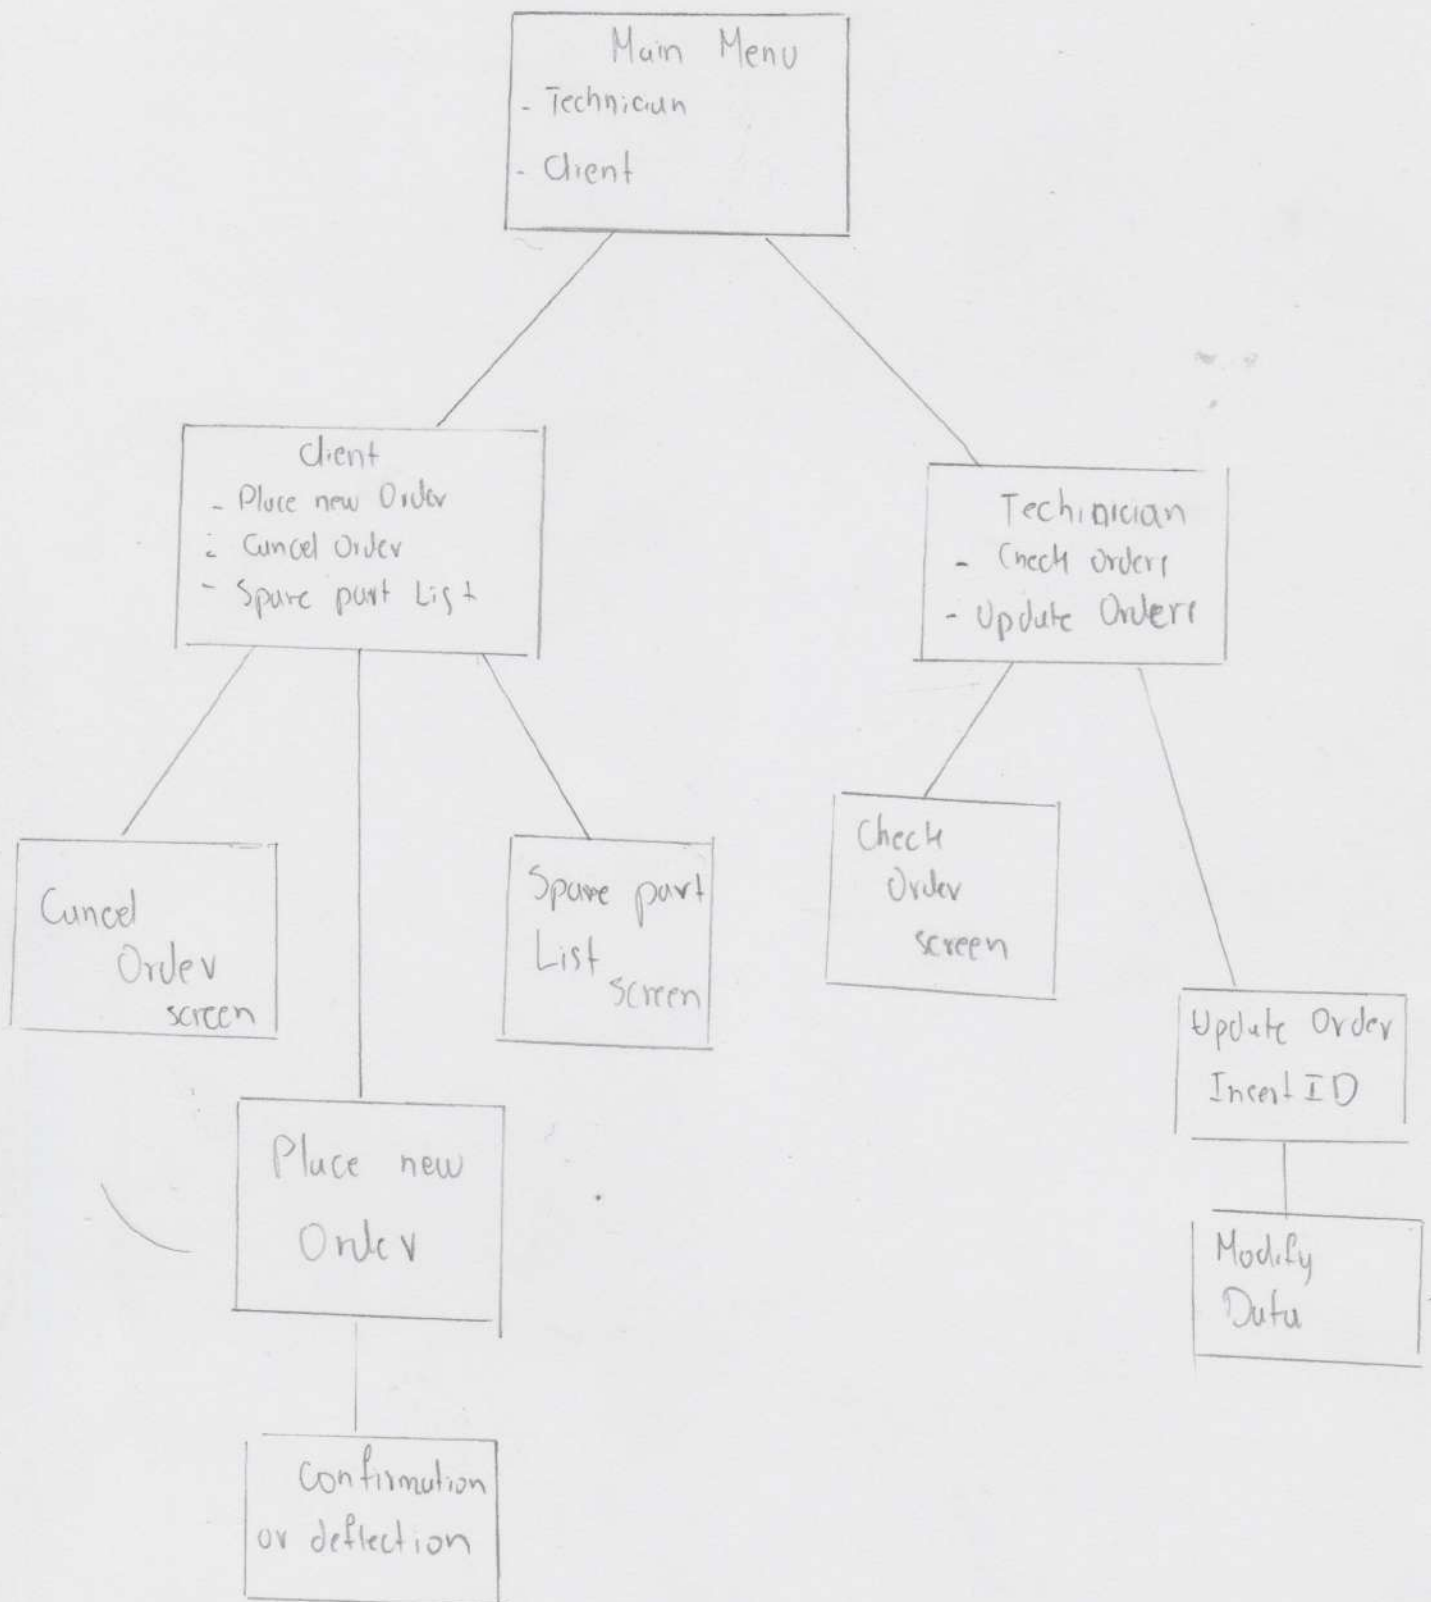 Main Menu
- Technician
- Client
Client
- Place new Order
- Cancel Order
- Spare part List
Techinician
- Check orders
- Update Orders
Cancel
Order
screen
Spare part
List
screen
Check
Order
screen
Update Order
Insert ID
Place new
Order
Modify
Data
Confirmation
or deflection